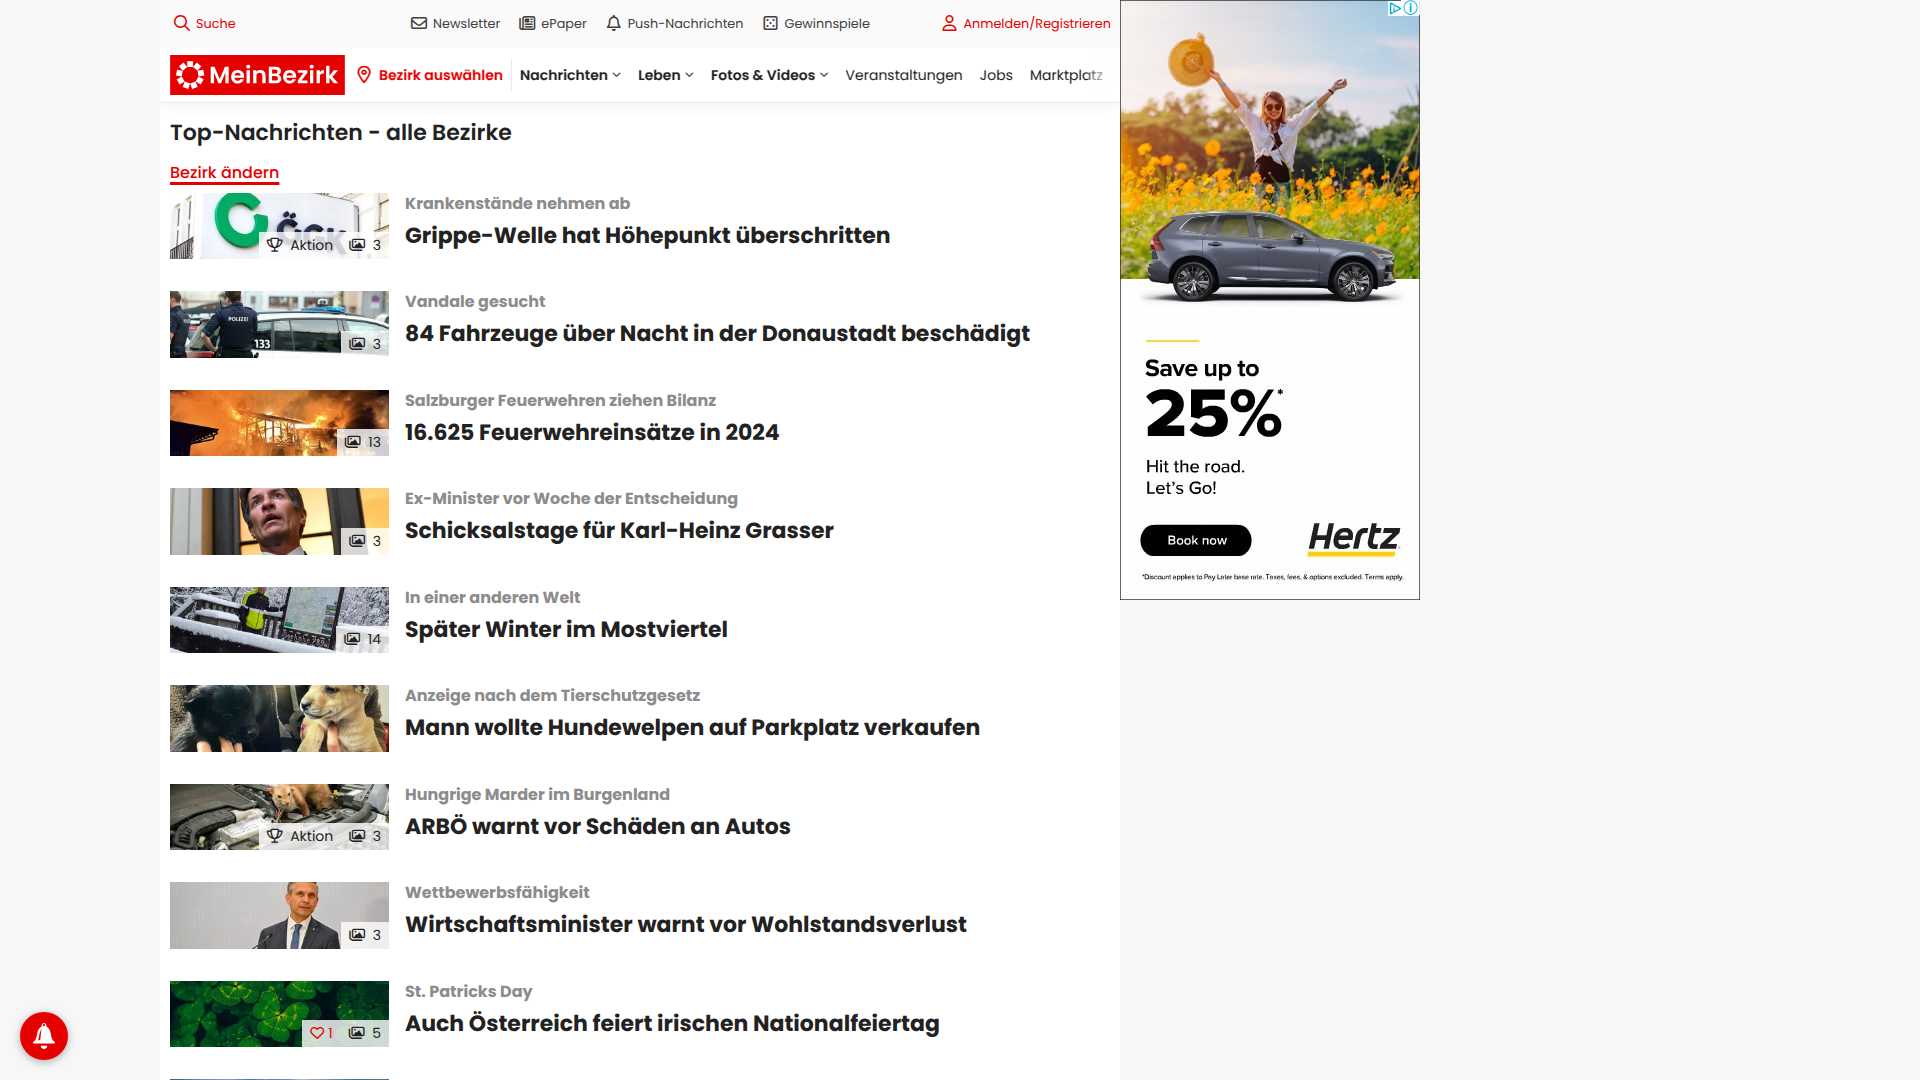 Suche
Newsletter
ePaper
Push-Nachrichten
Gewinnspiele
Anmelden/Registrieren
MeinBezirk
Bezirk auswählen
Nachrichten
Leben
Fotos & Videos
Veranstaltungen
Jobs
Marktplatz
Top-Nachrichten - alle Bezirke
Bezirk ändern
Aktion
3
Krankenstände nehmen ab
Grippe-Welle hat Höhepunkt überschritten
POLIZEI
133
3
Vandale gesucht
84 Fahrzeuge über Nacht in der Donaustadt beschädigt
13
Salzburger Feuerwehren ziehen Bilanz
16.625 Feuerwehreinsätze in 2024
3
Ex-Minister vor Woche der Entscheidung
Schicksalstage für Karl-Heinz Grasser
14
In einer anderen Welt
Später Winter im Mostviertel
Anzeige nach dem Tierschutzgesetz
Mann wollte Hundewelpen auf Parkplatz verkaufen
Aktion
3
Hungrige Marder im Burgenland
ARBÖ warnt vor Schäden an Autos
3
Wettbewerbsfähigkeit
Wirtschaftsminister warnt vor Wohlstandsverlust
1
5
St. Patricks Day
Auch Österreich feiert irischen Nationalfeiertag
Save up to
25%*
Hit the road.
Let's Go!
Book now
Hertz
*Discount applies to Pay Later base rate. Taxes, fees, & options excluded. Terms apply.